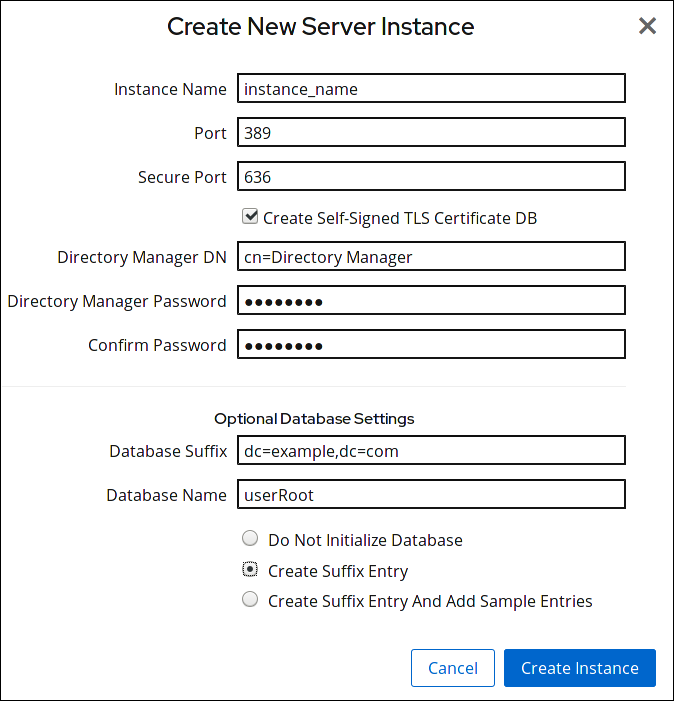 Create New Server Instance
Instance Name instance_name
Port 389
Secure Port 636
Create Self-Signed TLS Certificate DB
Directory Manager DN cn=Directory Manager
Directory Manager Password ●●●●●●●●
Confirm Password ●●●●●●●●
Optional Database Settings
Database Suffix dc=example,dc=com
Database Name userRoot
Do Not Initialize Database
Create Suffix Entry
Create Suffix Entry And Add Sample Entries
Cancel Create Instance